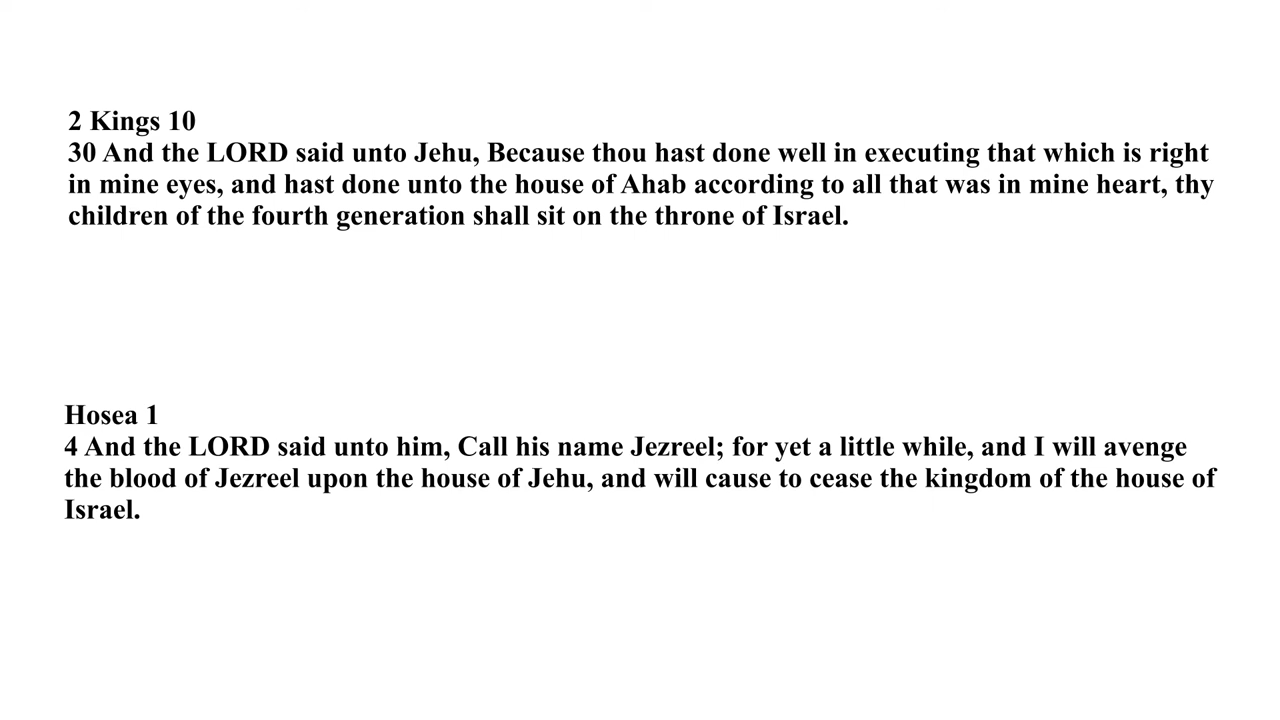 2 Kings 10
30 And the LORD said unto Jehu, Because thou hast done well in executing that which is right
in mine eyes, and hast done unto the house of Ahab according to all that was in mine heart, thy
children of the fourth generation shall sit on the throne of Israel.
Hosea 1
4 And the LORD said unto him, Call his name Jezreel; for yet a little while, and I will avenge
the blood of Jezreel upon the house of Jehu, and will cause to cease the kingdom of the house of
Israel.